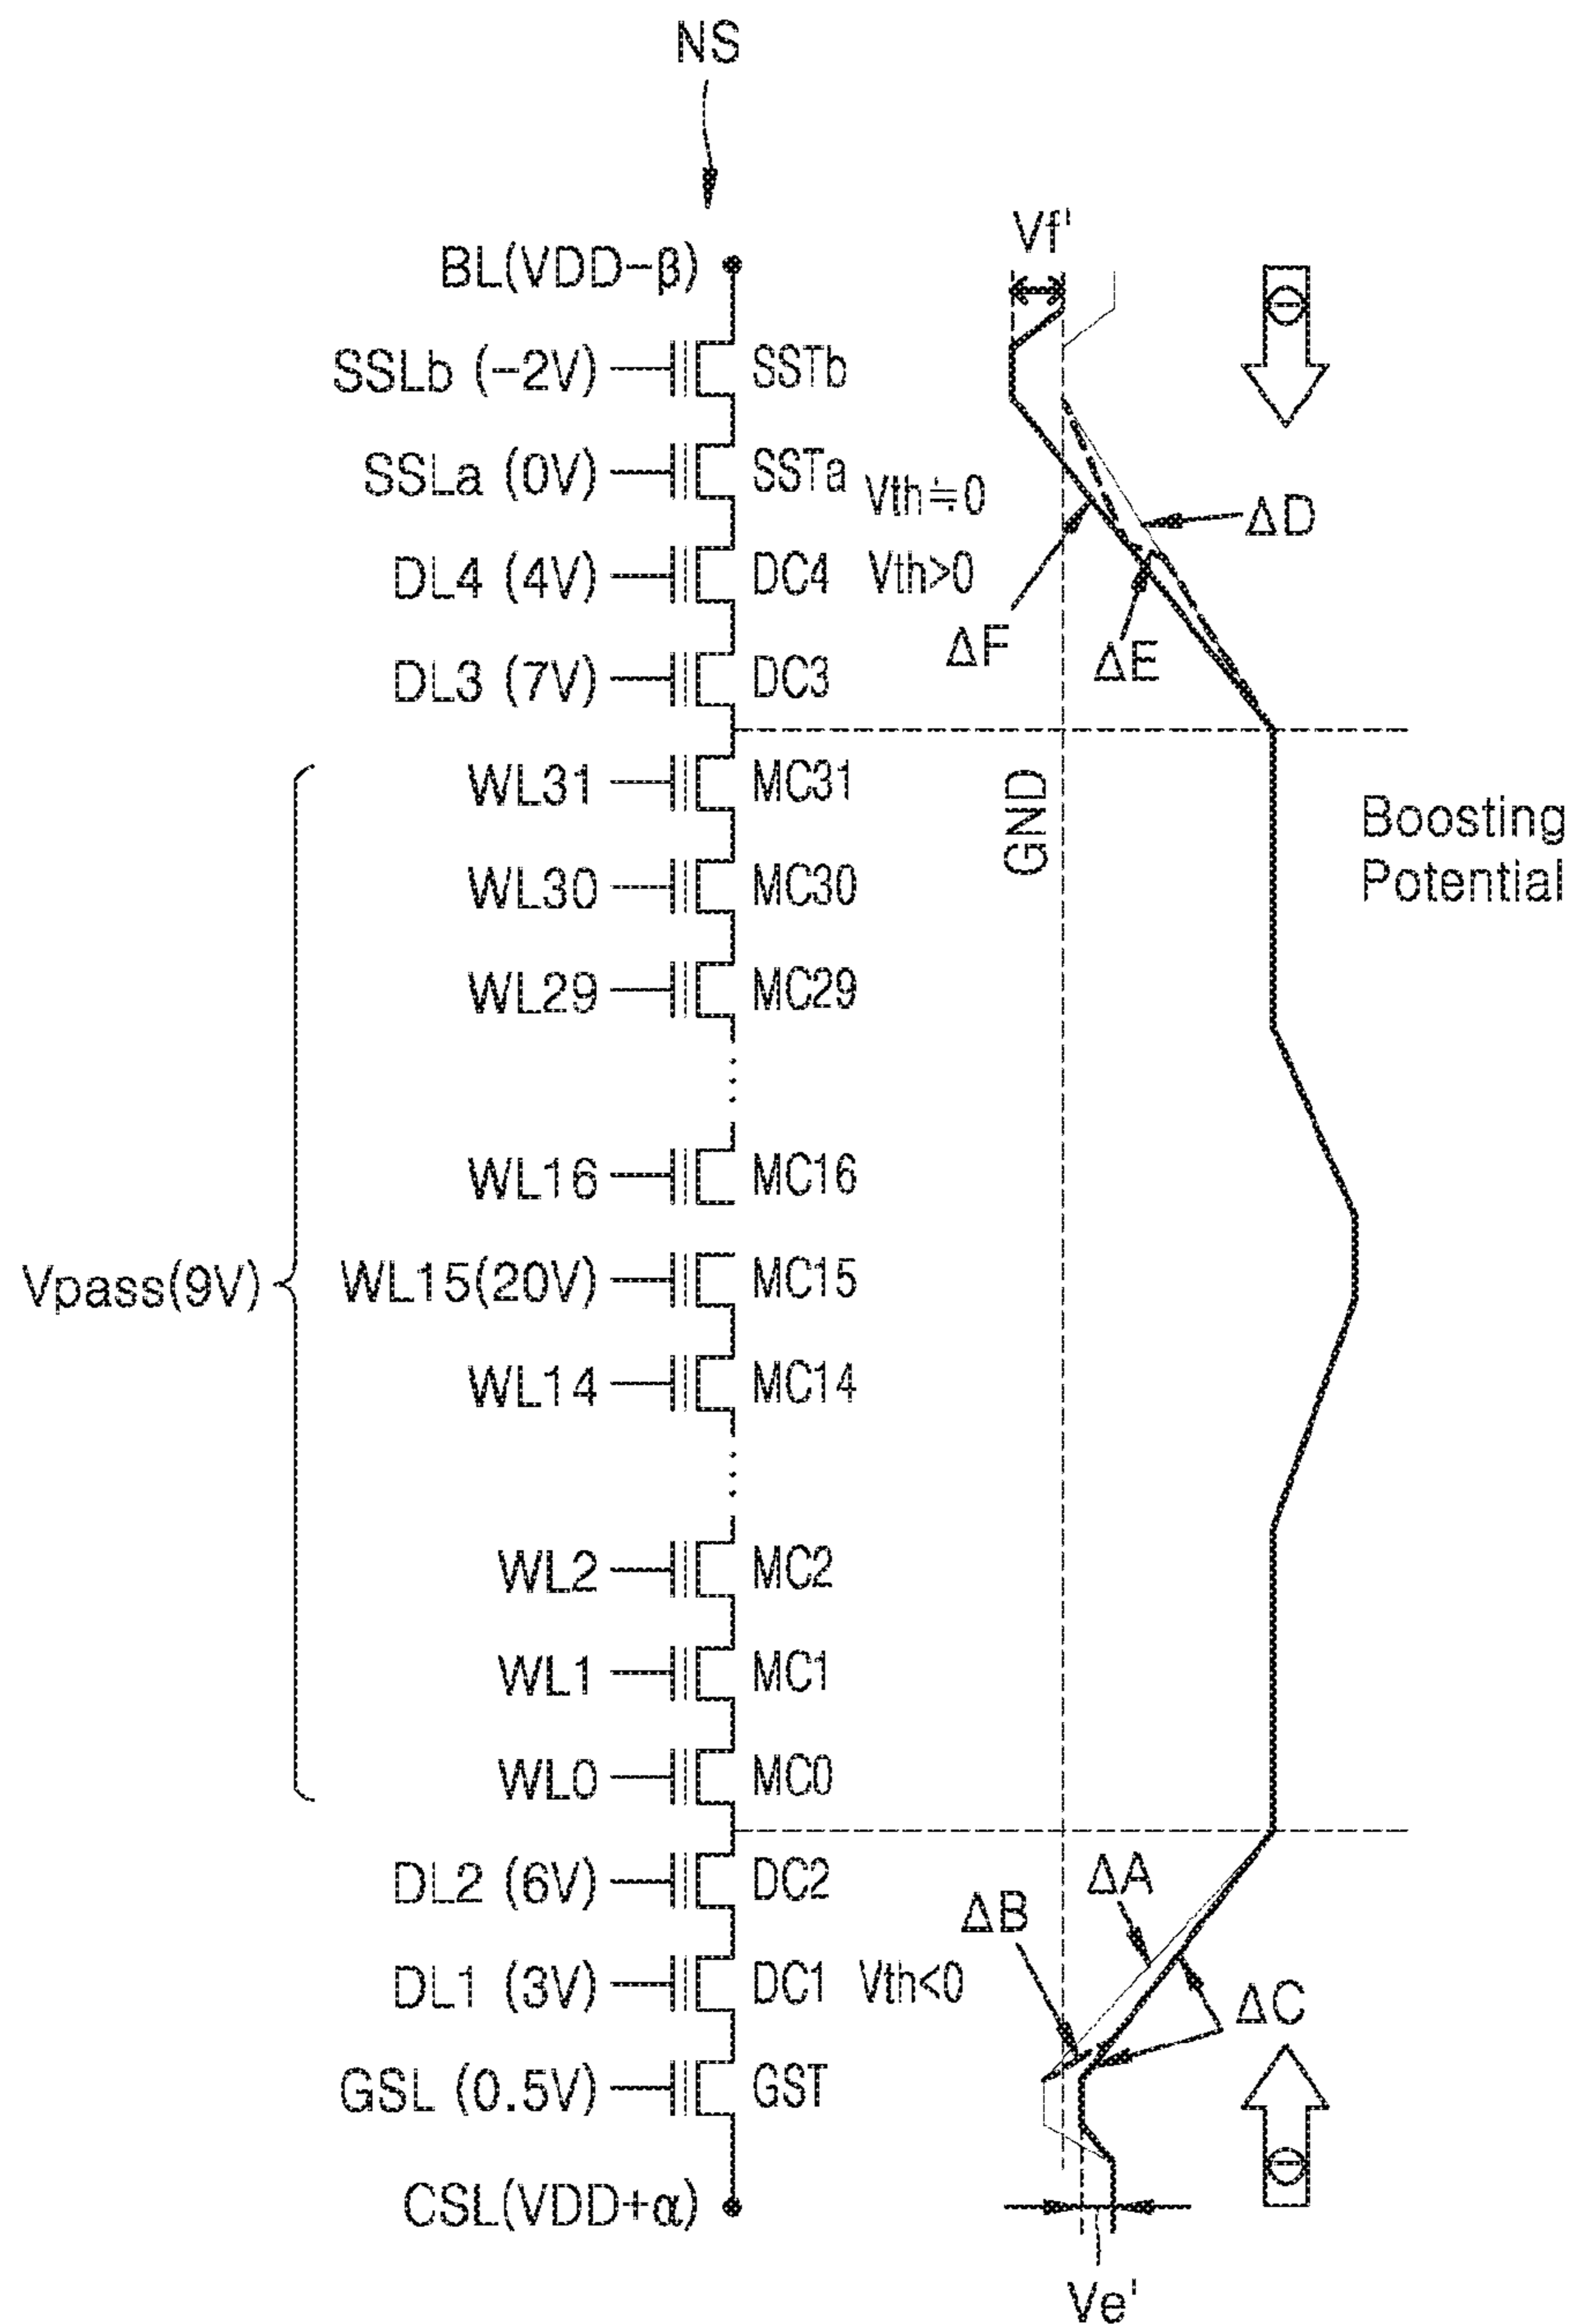 NS
Vf'
BL(VDD-β)
SSLb (-2V) SSTb
SSLa (0V) SSTa Vth≒0
ΔD
DL4 (4V) DC4 Vth>0
ΔF ΔE
DL3 (7V) DC3
WL31 MC31
GND
Boosting
Potential
WL30 MC30
WL29 MC29
WL16 MC16
Vpass(9V)
WL15(20V) MC15
WL14 MC14
WL2 MC2
WL1 MC1
WL0 MC0
DL2 (6V) DC2
ΔA
ΔB
DL1 (3V) DC1 Vth<0
ΔC
GSL (0.5V) GST
CSL(VDD+α)
Ve'